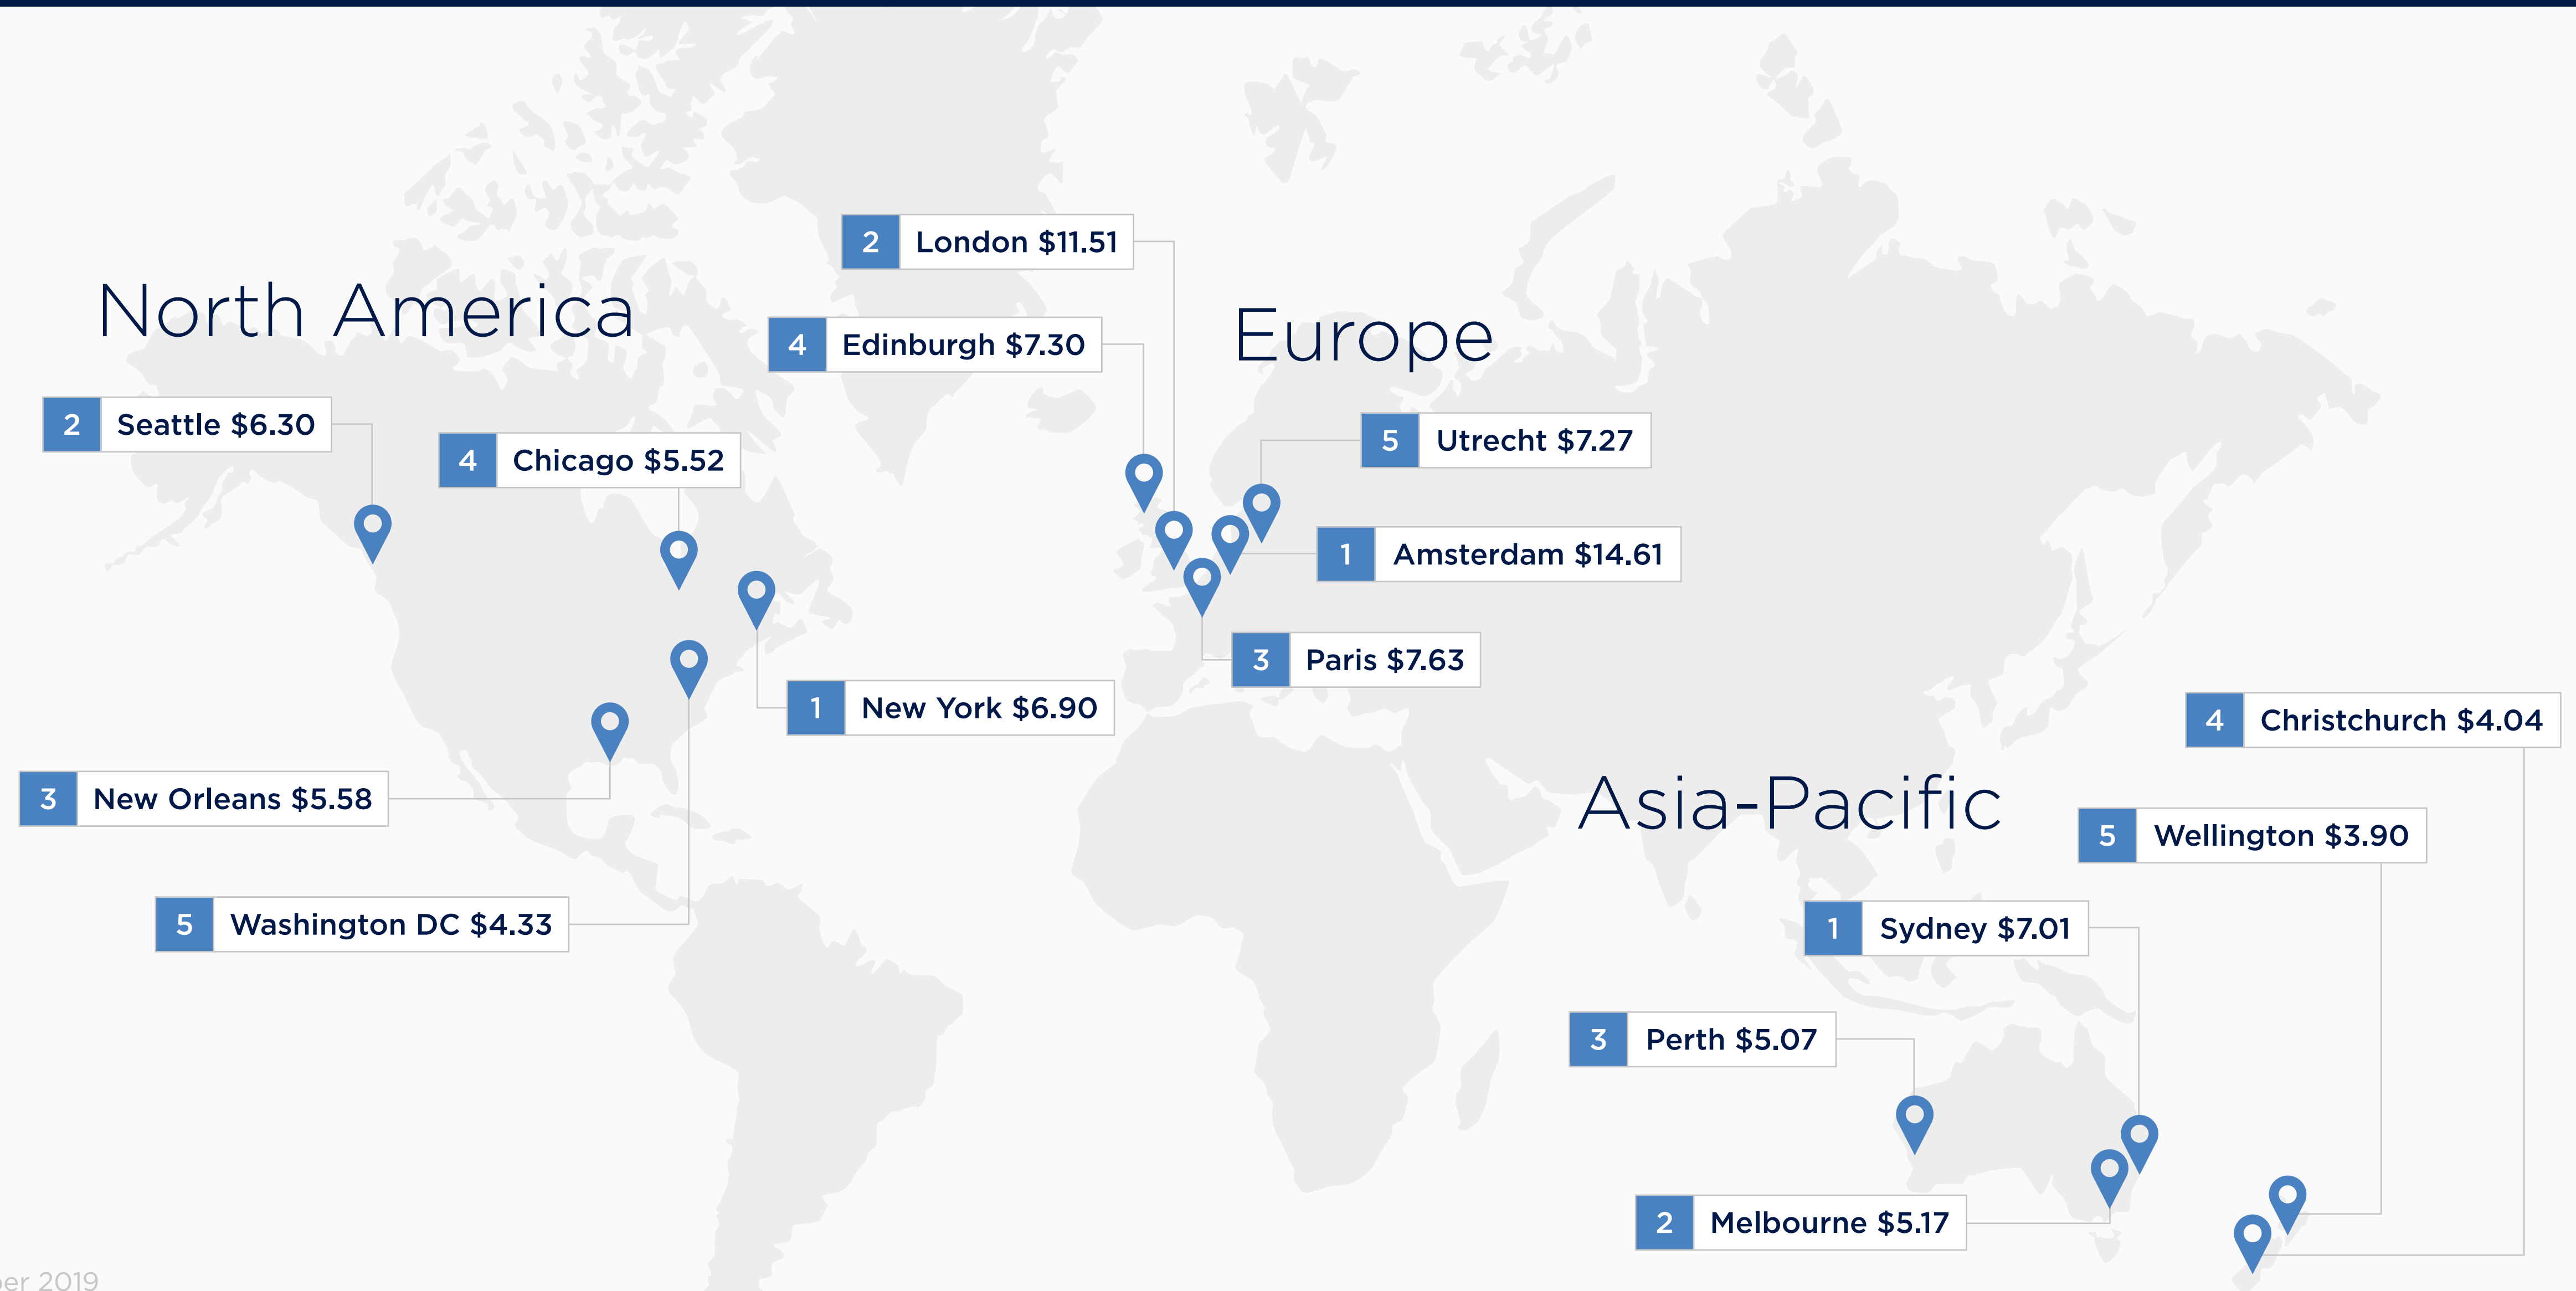 North America
2 Seattle $6.30
4 Chicago $5.52
1 New York $6.90
3 New Orleans $5.58
5 Washington DC $4.33
Europe
2 London $11.51
4 Edinburgh $7.30
5 Utrecht $7.27
1 Amsterdam $14.61
3 Paris $7.63
Asia-Pacific
4 Christchurch $4.04
5 Wellington $3.90
1 Sydney $7.01
3 Perth $5.07
2 Melbourne $5.17
2019